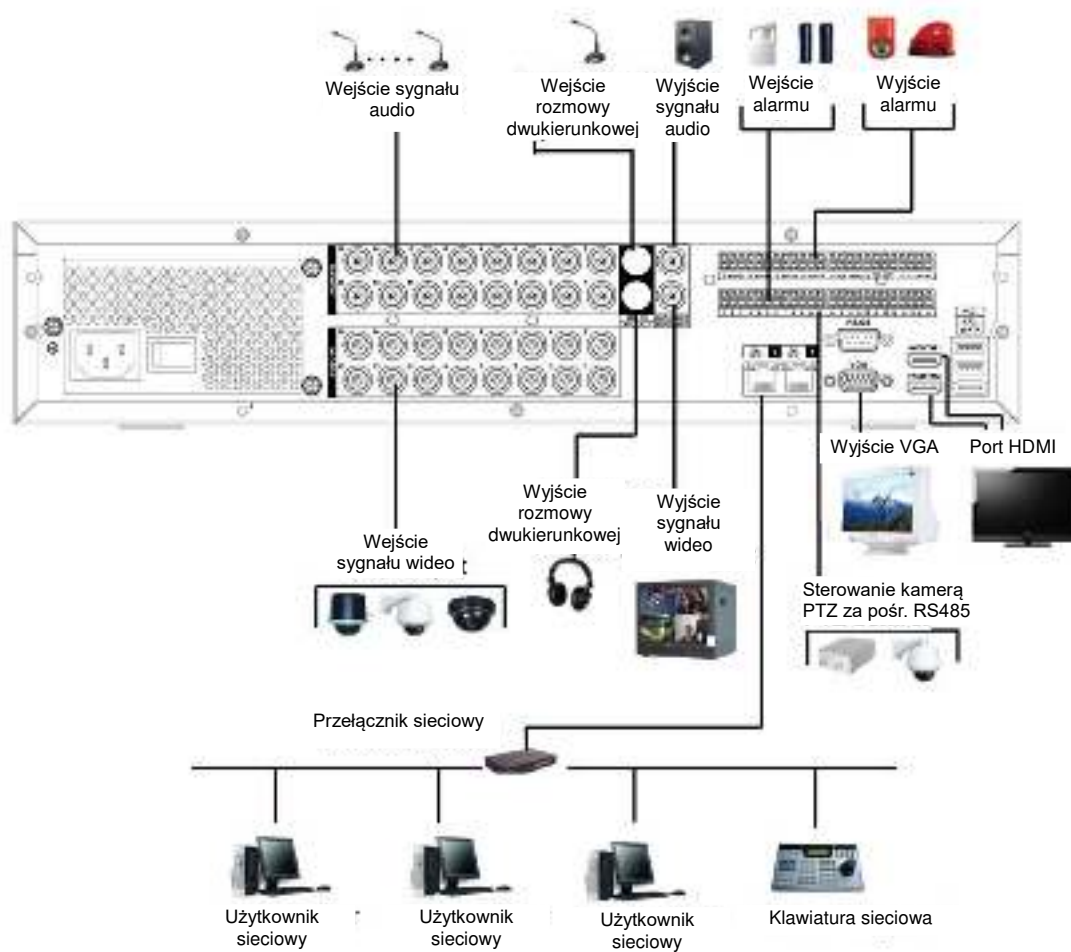 Wejście sygnału
audio
Wejście
rozmowy
dwukierunkowej
Wyjście
sygnału
audio
Wejście
alarmu
Wyjście
alarmu
Wyjście VGA
Port HDMI
Wejście
sygnału wideo
Wyjście
rozmowy
dwukierunkowej
Wyjście
sygnału
wideo
Sterowanie kamerą
PTZ za pośr. RS485
Przełącznik sieciowy
Użytkownik
sieciowy
Użytkownik
sieciowy
Użytkownik
sieciowy
Klawiatura sieciowa